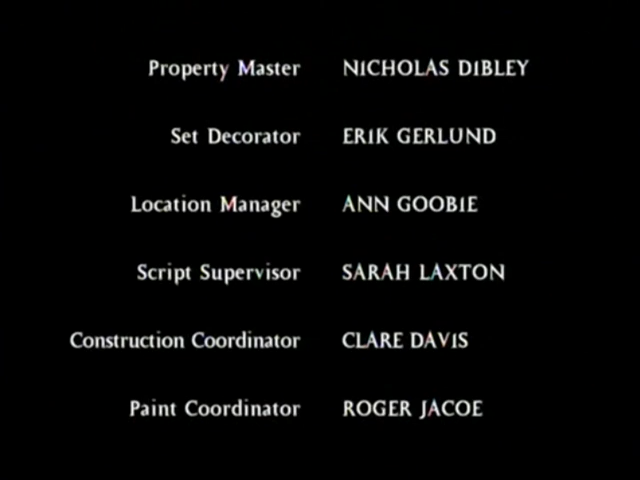 Property Master NICHOLAS DIBLEY
Set Decorator ERIK GERLUND
Location Manager ANN GOOBIE
Script Supervisor SARAH LAXTON
Construction Coordinator CLARE DAVIS
Paint Coordinator ROGER JACOE